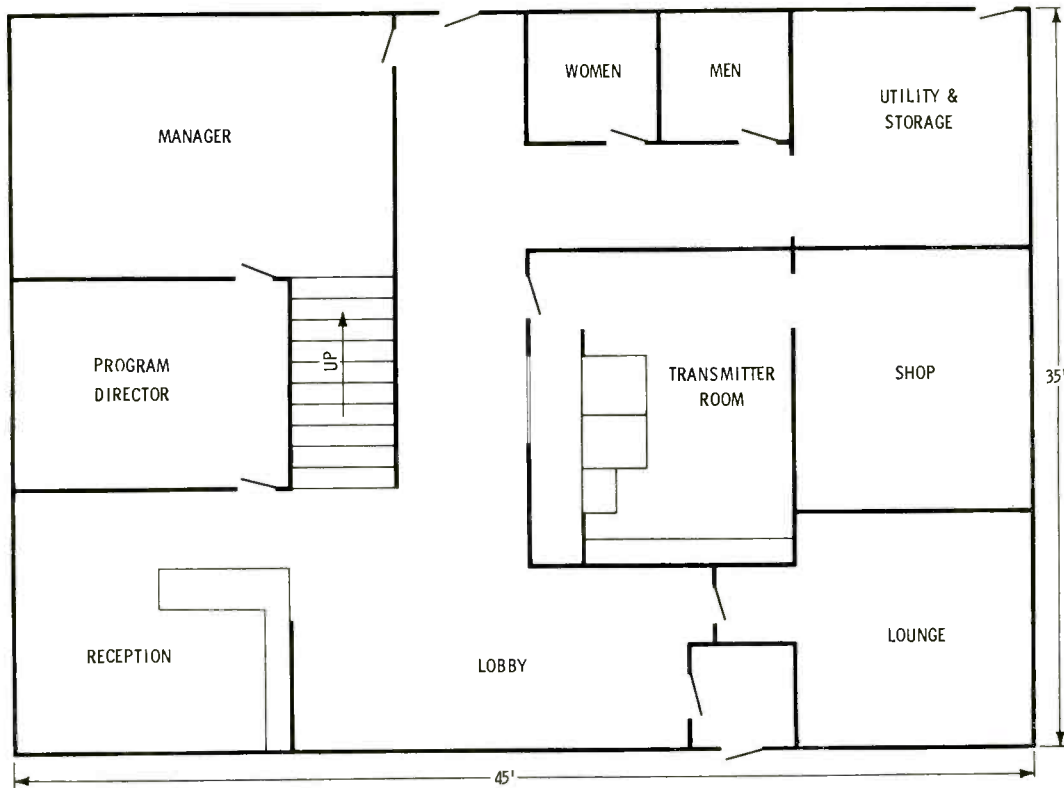 WOMEN
MEN
UTILITY &
STORAGE
MANAGER
PROGRAM
DIRECTOR
UP
TRANSMITTER
ROOM
SHOP
35'
RECEPTION
LOBBY
LOUNGE
45'